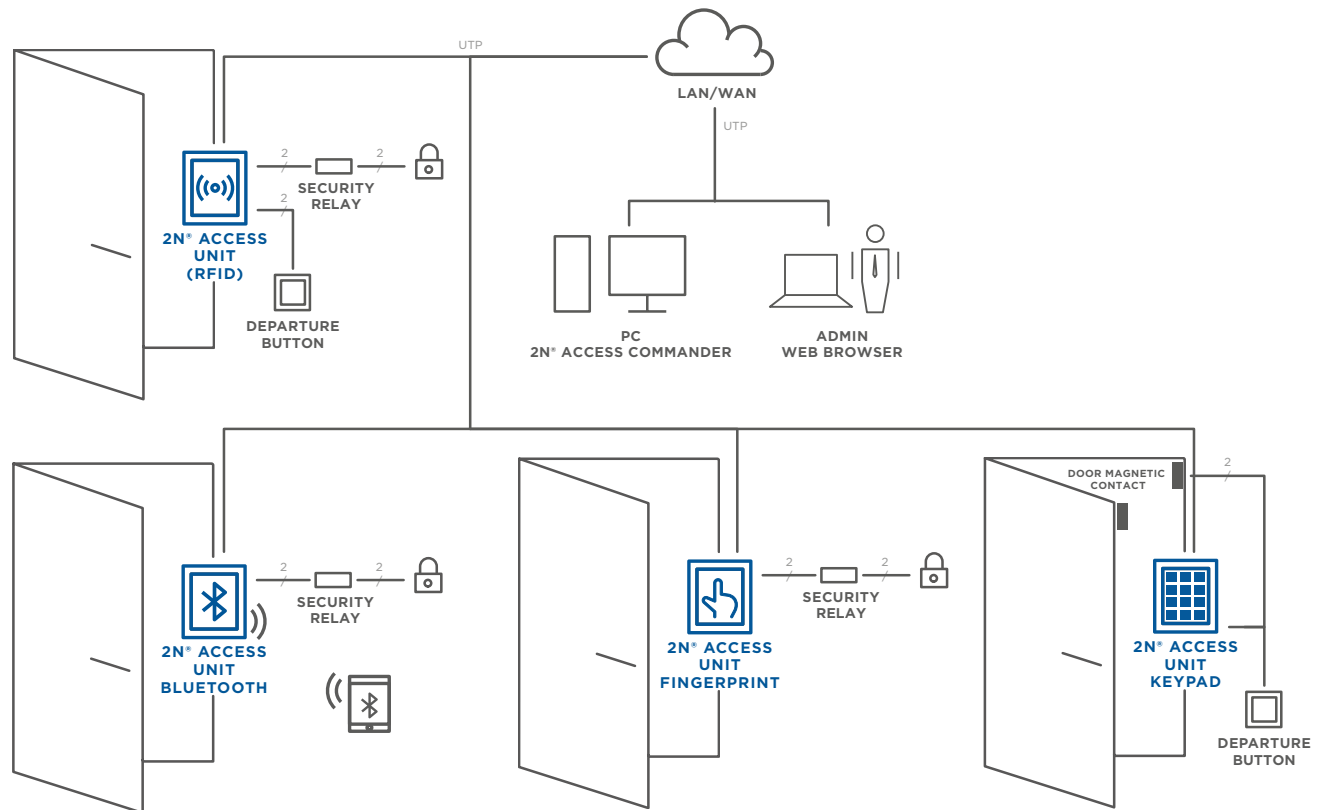 UTP
LAN/WAN
UTP
2
2
SECURITY
RELAY
2
2N® ACCESS
UNIT
(RFID)
DEPARTURE
BUTTON
PC
2N® ACCESS COMMANDER
ADMIN
WEB BROWSER
2
2
SECURITY
RELAY
2N® ACCESS
UNIT
BLUETOOTH
2
2
SECURITY
RELAY
2N® ACCESS
UNIT
FINGERPRINT
DOOR MAGNETIC
CONTACT
2
2N® ACCESS
UNIT
KEYPAD
DEPARTURE
BUTTON